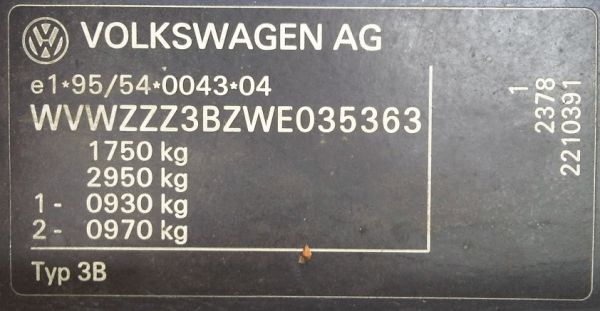 VOLKSWAGEN AG
e1*95/54*0043*04
WVWZZZ3BZWE035363
1750 kg
2950 kg
1- 0930 kg
2- 0970 kg
Typ 3B
1
2378
2210391